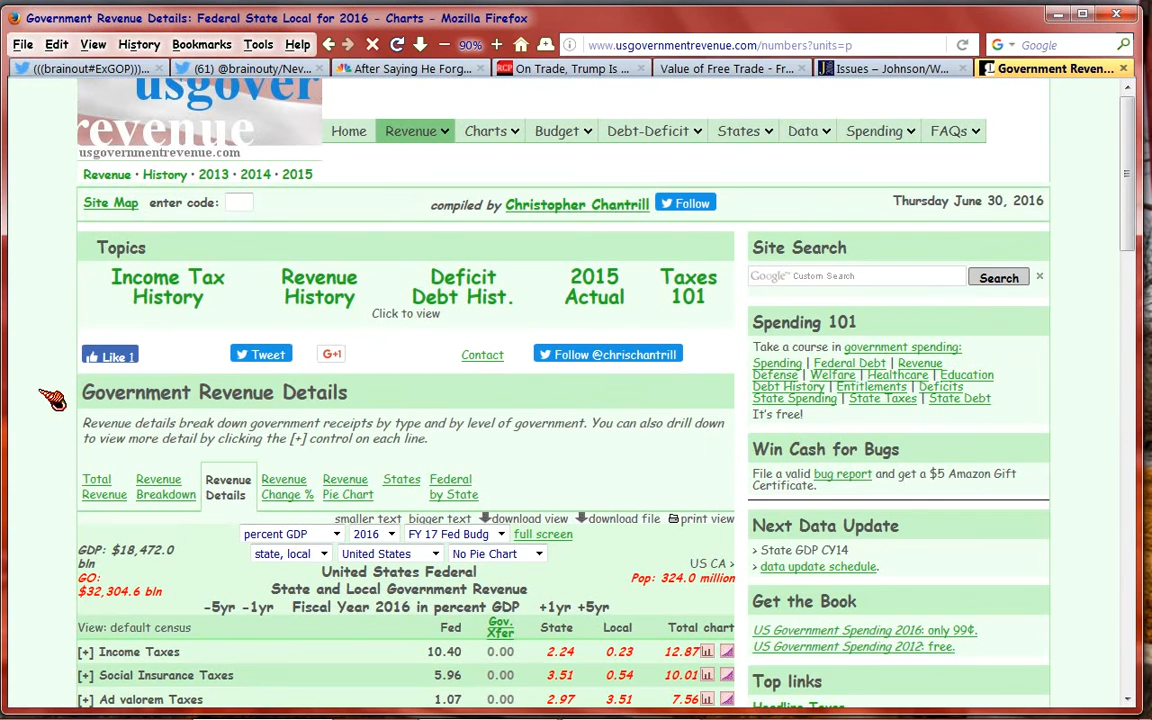 Government Revenue Details: Federal State Local for 2016 - Charts - Mozilla Firefox
File Edit View History Bookmarks Tools Help 90% www.usgovernmentrevenue.com/numbers?units=p Google
(((brainout#ExGOP)))... (61) @brainouty/Nev... After Saying He Forg... RCP On Trade, Trump Is ... Value of Free Trade - Fr... Issues – Johnson/W... Government Reven...
usgover
revenue
usgovernmentrevenue.com
Home Revenue Charts Budget Debt-Deficit States Data Spending FAQs
Revenue · History · 2013 · 2014 · 2015
Site Map enter code: compiled by Christopher Chantrill Follow Thursday June 30, 2016
Topics
Income Tax History
Revenue History
Deficit Debt Hist.
2015 Actual
Taxes 101
Click to view
Like 1 Tweet G+1 Contact Follow @chrischantrill
Government Revenue Details
Revenue details break down government receipts by type and by level of government. You can also drill down
to view more detail by clicking the [+] control on each line.
Total Revenue
Revenue Breakdown
Revenue Details
Revenue Change %
Revenue Pie Chart
States
Federal by State
smaller text bigger text download view download file print view
percent GDP 2016 FY 17 Fed Budg full screen
state, local United States No Pie Chart
GDP: $18,472.0 bln
GO: $32,304.6 bln
US CA >
Pop: 324.0 million
United States Federal
State and Local Government Revenue
-5yr -1yr Fiscal Year 2016 in percent GDP +1yr +5yr
View: default census Fed Gov. Xfer State Local Total chart
[+] Income Taxes 10.40 0.00 2.24 0.23 12.87
[+] Social Insurance Taxes 5.96 0.00 3.51 0.54 10.01
[+] Ad valorem Taxes 1.07 0.00 2.97 3.51 7.56
Site Search
Google™ Custom Search Search ×
Spending 101
Take a course in government spending:
Spending | Federal Debt | Revenue
Defense | Welfare | Healthcare | Education
Debt History | Entitlements | Deficits
State Spending | State Taxes | State Debt
It's free!
Win Cash for Bugs
File a valid bug report and get a $5 Amazon Gift
Certificate.
Next Data Update
> State GDP CY14
> data update schedule.
Get the Book
US Government Spending 2016: only 99¢.
US Government Spending 2012: free.
Top links
Headline Taxes